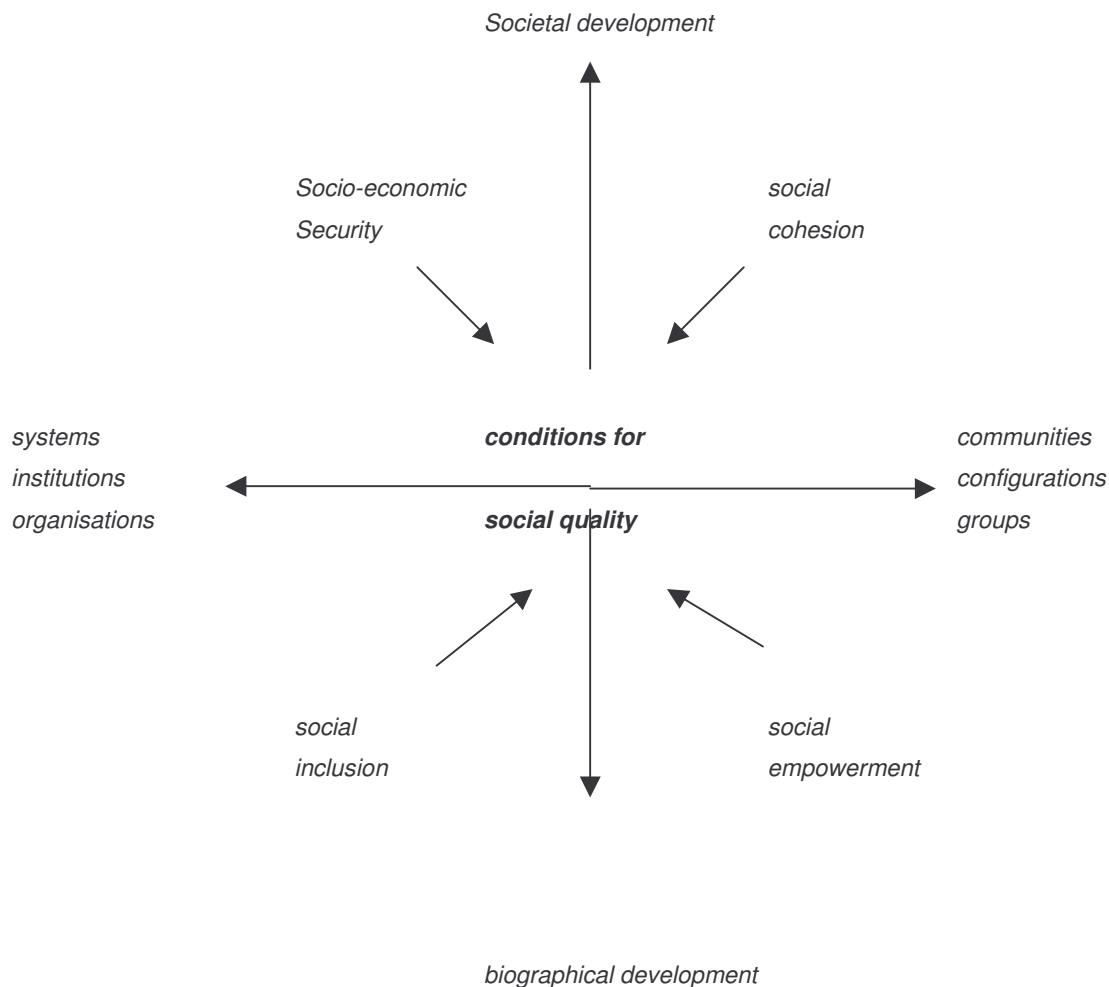 Societal development
Socio-economic
Security
social
cohesion
systems
institutions
organisations
conditions for
social quality
communities
configurations
groups
social
inclusion
social
empowerment
biographical development